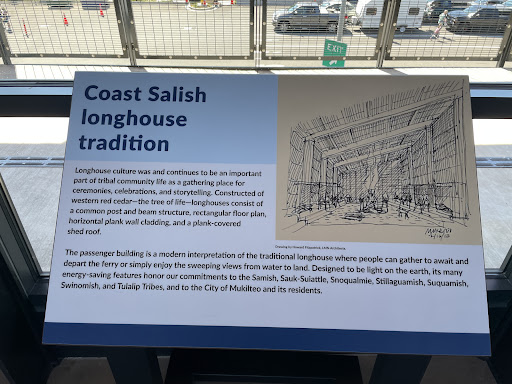 EXIT
Coast Salish
longhouse
tradition
Longhouse culture was and continues to be an important
part of tribal community life as a gathering place for
ceremonies, celebrations, and storytelling. Constructed of
western red cedar—the tree of life—longhouses consist of
a common post and beam structure, rectangular floor plan,
horizontal plank wall cladding, and a plank-covered
shed roof.
Drawing by Howard Fitzpatrick, LMN Architects
The passenger building is a modern interpretation of the traditional longhouse where people can gather to await and
depart the ferry or simply enjoy the sweeping views from water to land. Designed to be light on the earth, its many
energy-saving features honor our commitments to the Samish, Sauk-Suiattle, Snoqualmie, Stillaguamish, Suquamish,
Swinomish, and Tulalip Tribes, and to the City of Mukilteo and its residents.